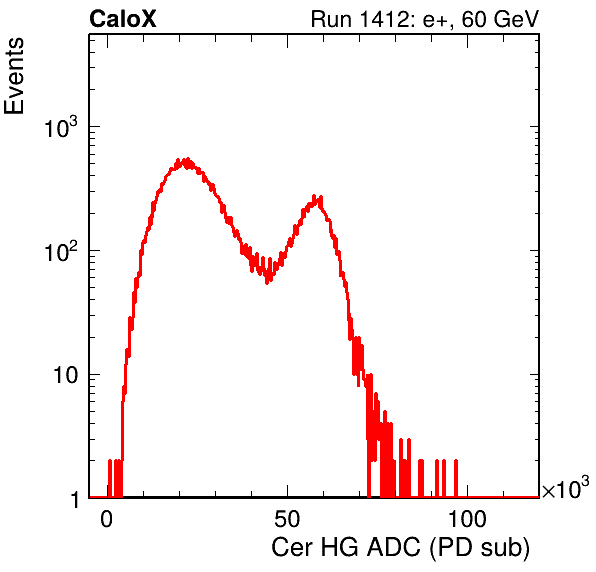 CaloX Run 1412: e+, 60 GeV
Events
10³
10²
10
1
0 50 100 ×10³
Cer HG ADC (PD sub)